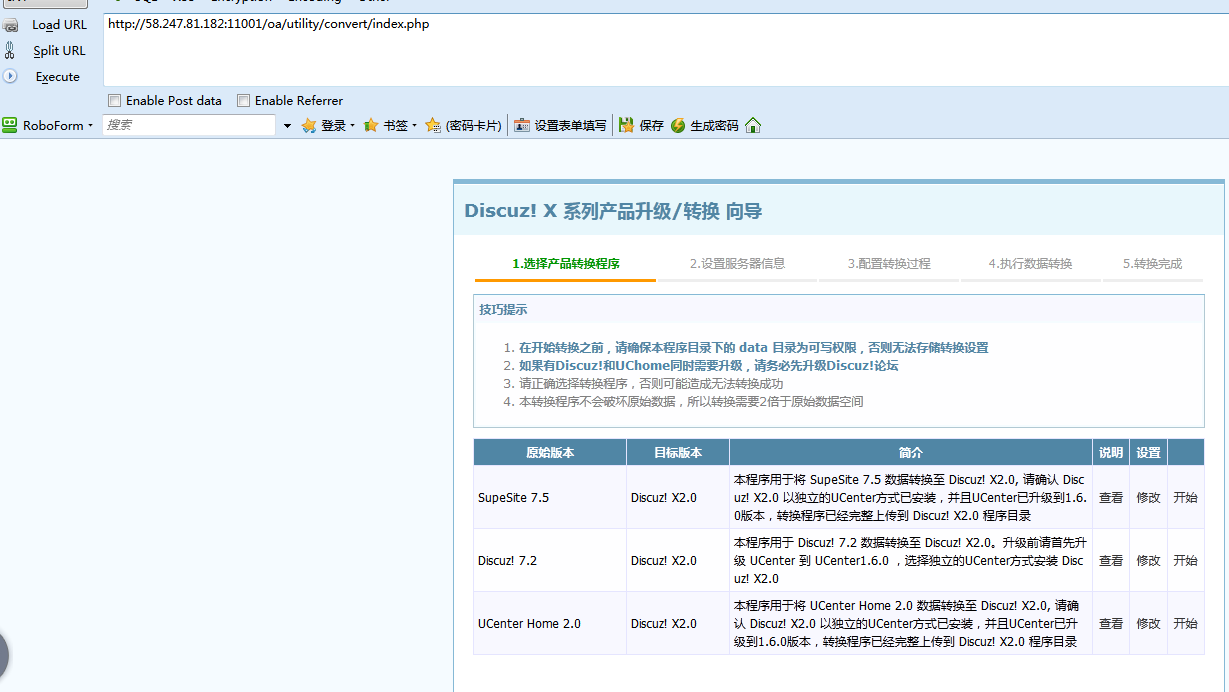 Load URL
http://58.247.81.182:11001/oa/utility/convert/index.php
Split URL
Execute
Enable Post data Enable Referrer
RoboForm 搜索 登录 书签 (密码卡片) 设置表单填写 保存 生成密码
Discuz! X 系列产品升级/转换 向导
1.选择产品转换程序 2.设置服务器信息 3.配置转换过程 4.执行数据转换 5.转换完成
技巧提示
1. 在开始转换之前，请确保本程序目录下的 data 目录为可写权限，否则无法存储转换设置
2. 如果有Discuz!和UChome同时需要升级，请务必先升级Discuz!论坛
3. 请正确选择转换程序，否则可能造成无法转换成功
4. 本转换程序不会破坏原始数据，所以转换需要2倍于原始数据空间
原始版本 目标版本 简介 说明 设置
本程序用于将 SupeSite 7.5 数据转换至 Discuz! X2.0, 请确认 Disc
SupeSite 7.5 Discuz! X2.0 uz! X2.0 以独立的UCenter方式已安装，并且UCenter已升级到1.6. 查看 修改 开始
0版本，转换程序已经完整上传到 Discuz! X2.0 程序目录
本程序用于 Discuz! 7.2 数据转换至 Discuz! X2.0。升级前请首先升
Discuz! 7.2 Discuz! X2.0 级 UCenter 到 UCenter1.6.0 ，选择独立的UCenter方式安装 Disc 查看 修改 开始
uz! X2.0
本程序用于将 UCenter Home 2.0 数据转换至 Discuz! X2.0, 请确
UCenter Home 2.0 Discuz! X2.0 认 Discuz! X2.0 以独立的UCenter方式已安装，并且UCenter已升 查看 修改 开始
级到1.6.0版本，转换程序已经完整上传到 Discuz! X2.0 程序目录